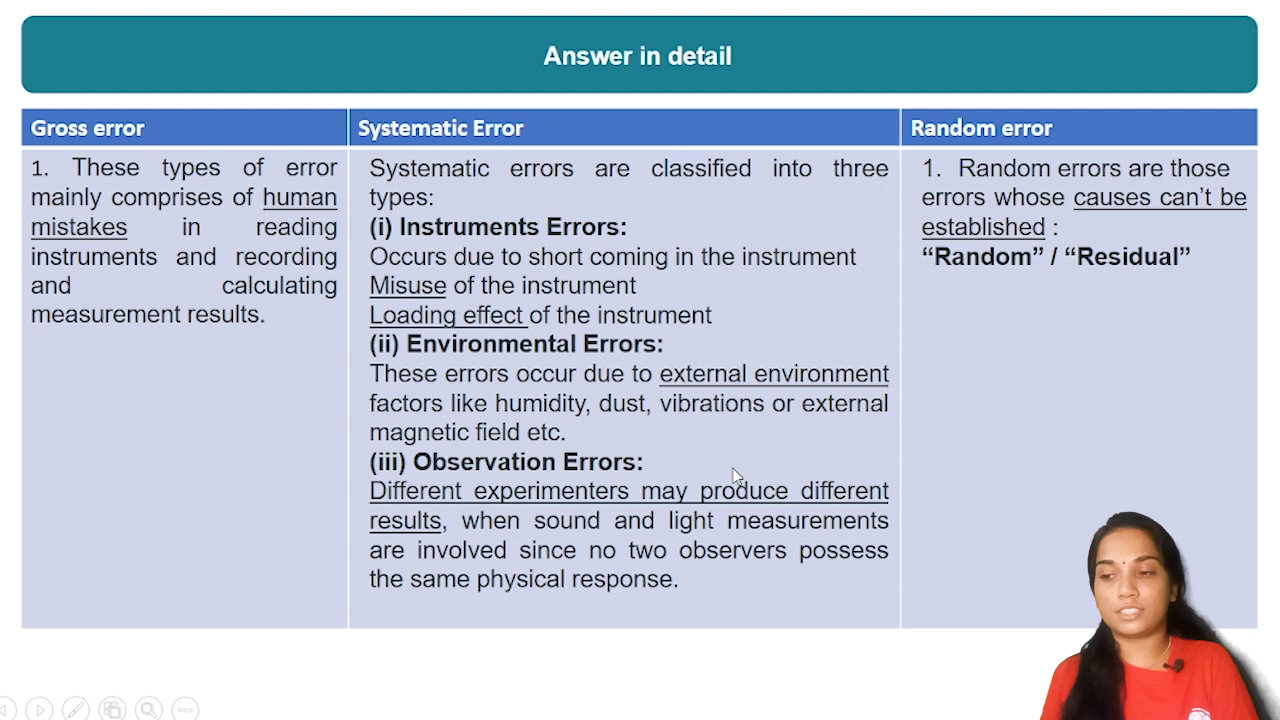 Answer in detail
Gross error
Systematic Error
Random error
1. These types of error
mainly comprises of human
mistakes in reading
instruments and recording
and calculating
measurement results.
Systematic errors are classified into three
types:
(i) Instruments Errors:
Occurs due to short coming in the instrument
Misuse of the instrument
Loading effect of the instrument
(ii) Environmental Errors:
These errors occur due to external environment
factors like humidity, dust, vibrations or external
magnetic field etc.
(iii) Observation Errors:
Different experimenters may produce different
results, when sound and light measurements
are involved since no two observers possess
the same physical response.
1. Random errors are those
errors whose causes can’t be
established :
“Random” / “Residual”